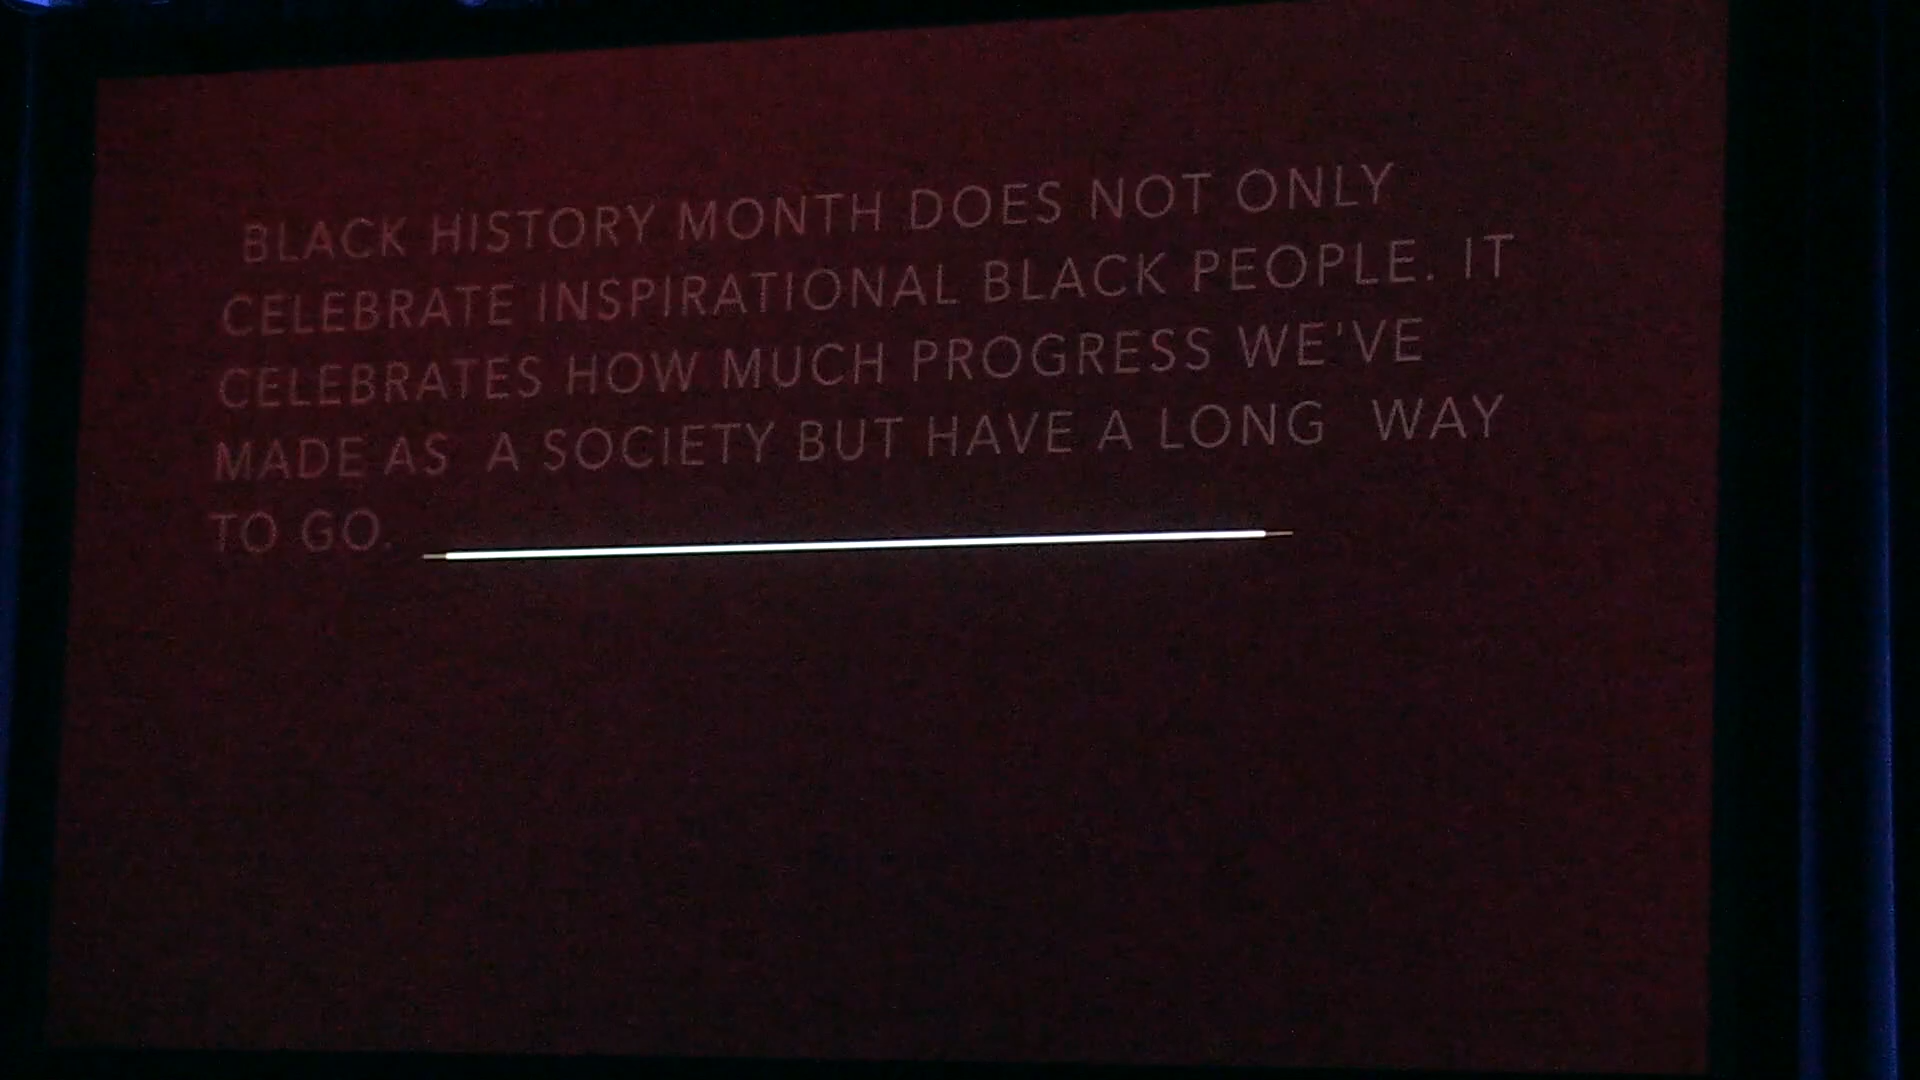 BLACK HISTORY MONTH DOES NOT ONLY
CELEBRATE INSPIRATIONAL BLACK PEOPLE. IT
CELEBRATES HOW MUCH PROGRESS WE'VE
MADE AS A SOCIETY BUT HAVE A LONG WAY
TO GO.